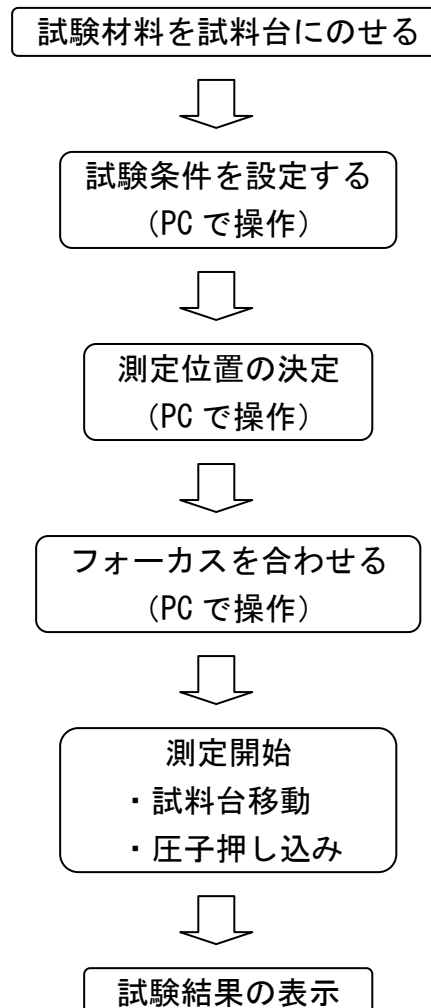 試験材料を試料台にのせる
試験条件を設定する
（PC で操作）
測定位置の決定
（PC で操作）
フォーカスを合わせる
（PC で操作）
測定開始
・試料台移動
・圧子押し込み
試験結果の表示